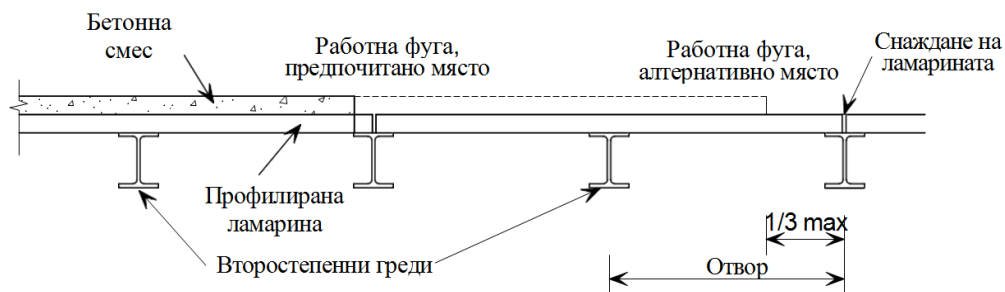 Бетонна
смес
Работна фуга,
предпочитано място
Работна фуга,
алтернативно място
Снаждане на
ламарината
Профилирана
ламарина
1/3 max
Второстепенни греди
Отвор